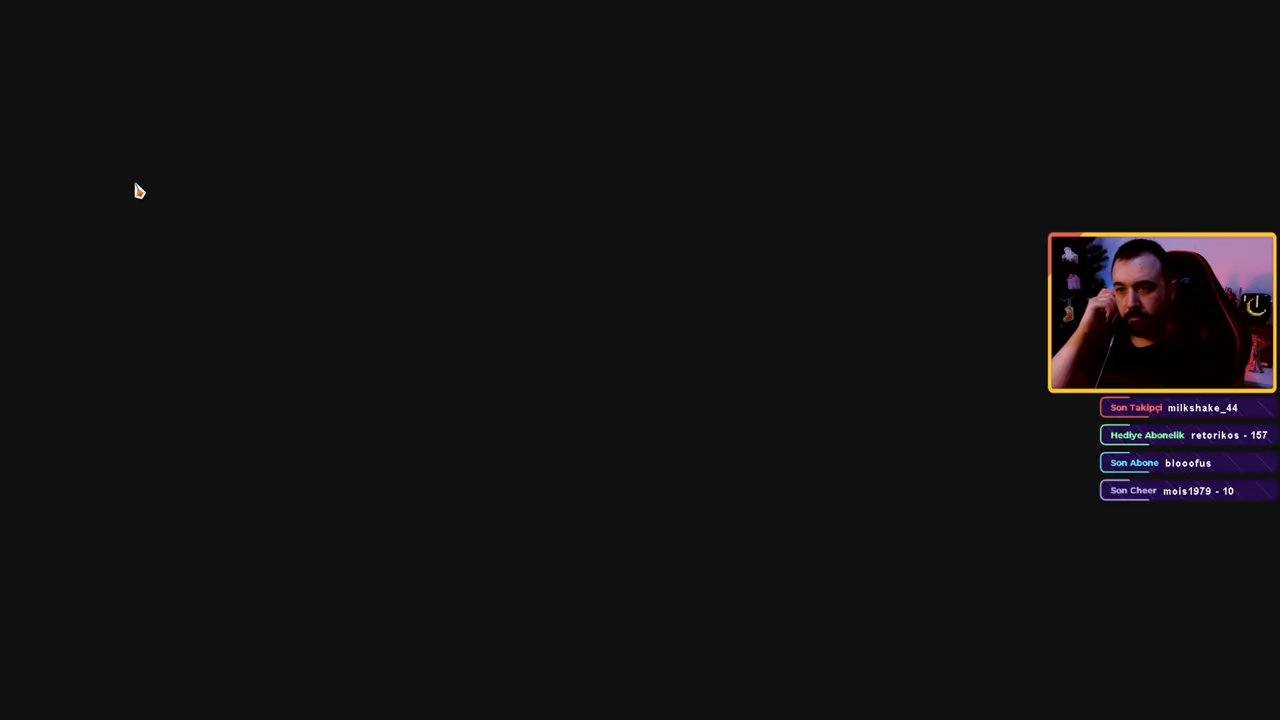 Son Takipçi milkshake_44
Hediye Abonelik retorikos - 157
Son Abone blooofus
Son Cheer mois1979 - 10